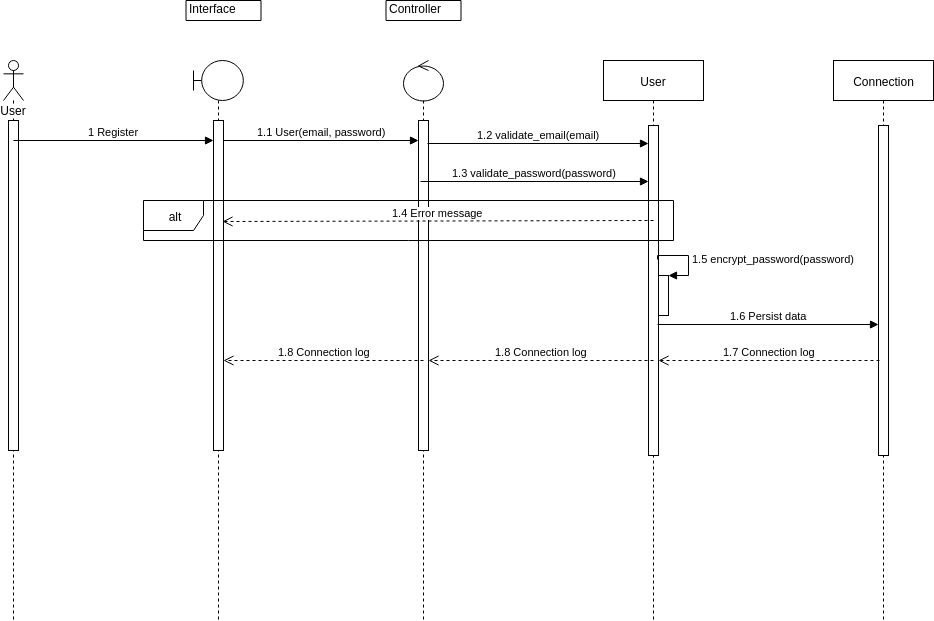 Interface
Controller
User
User
Connection
1 Register
1.1 User(email, password)
1.2 validate_email(email)
1.3 validate_password(password)
alt
1.4 Error message
1.5 encrypt_password(password)
1.6 Persist data
1.8 Connection log
1.8 Connection log
1.7 Connection log